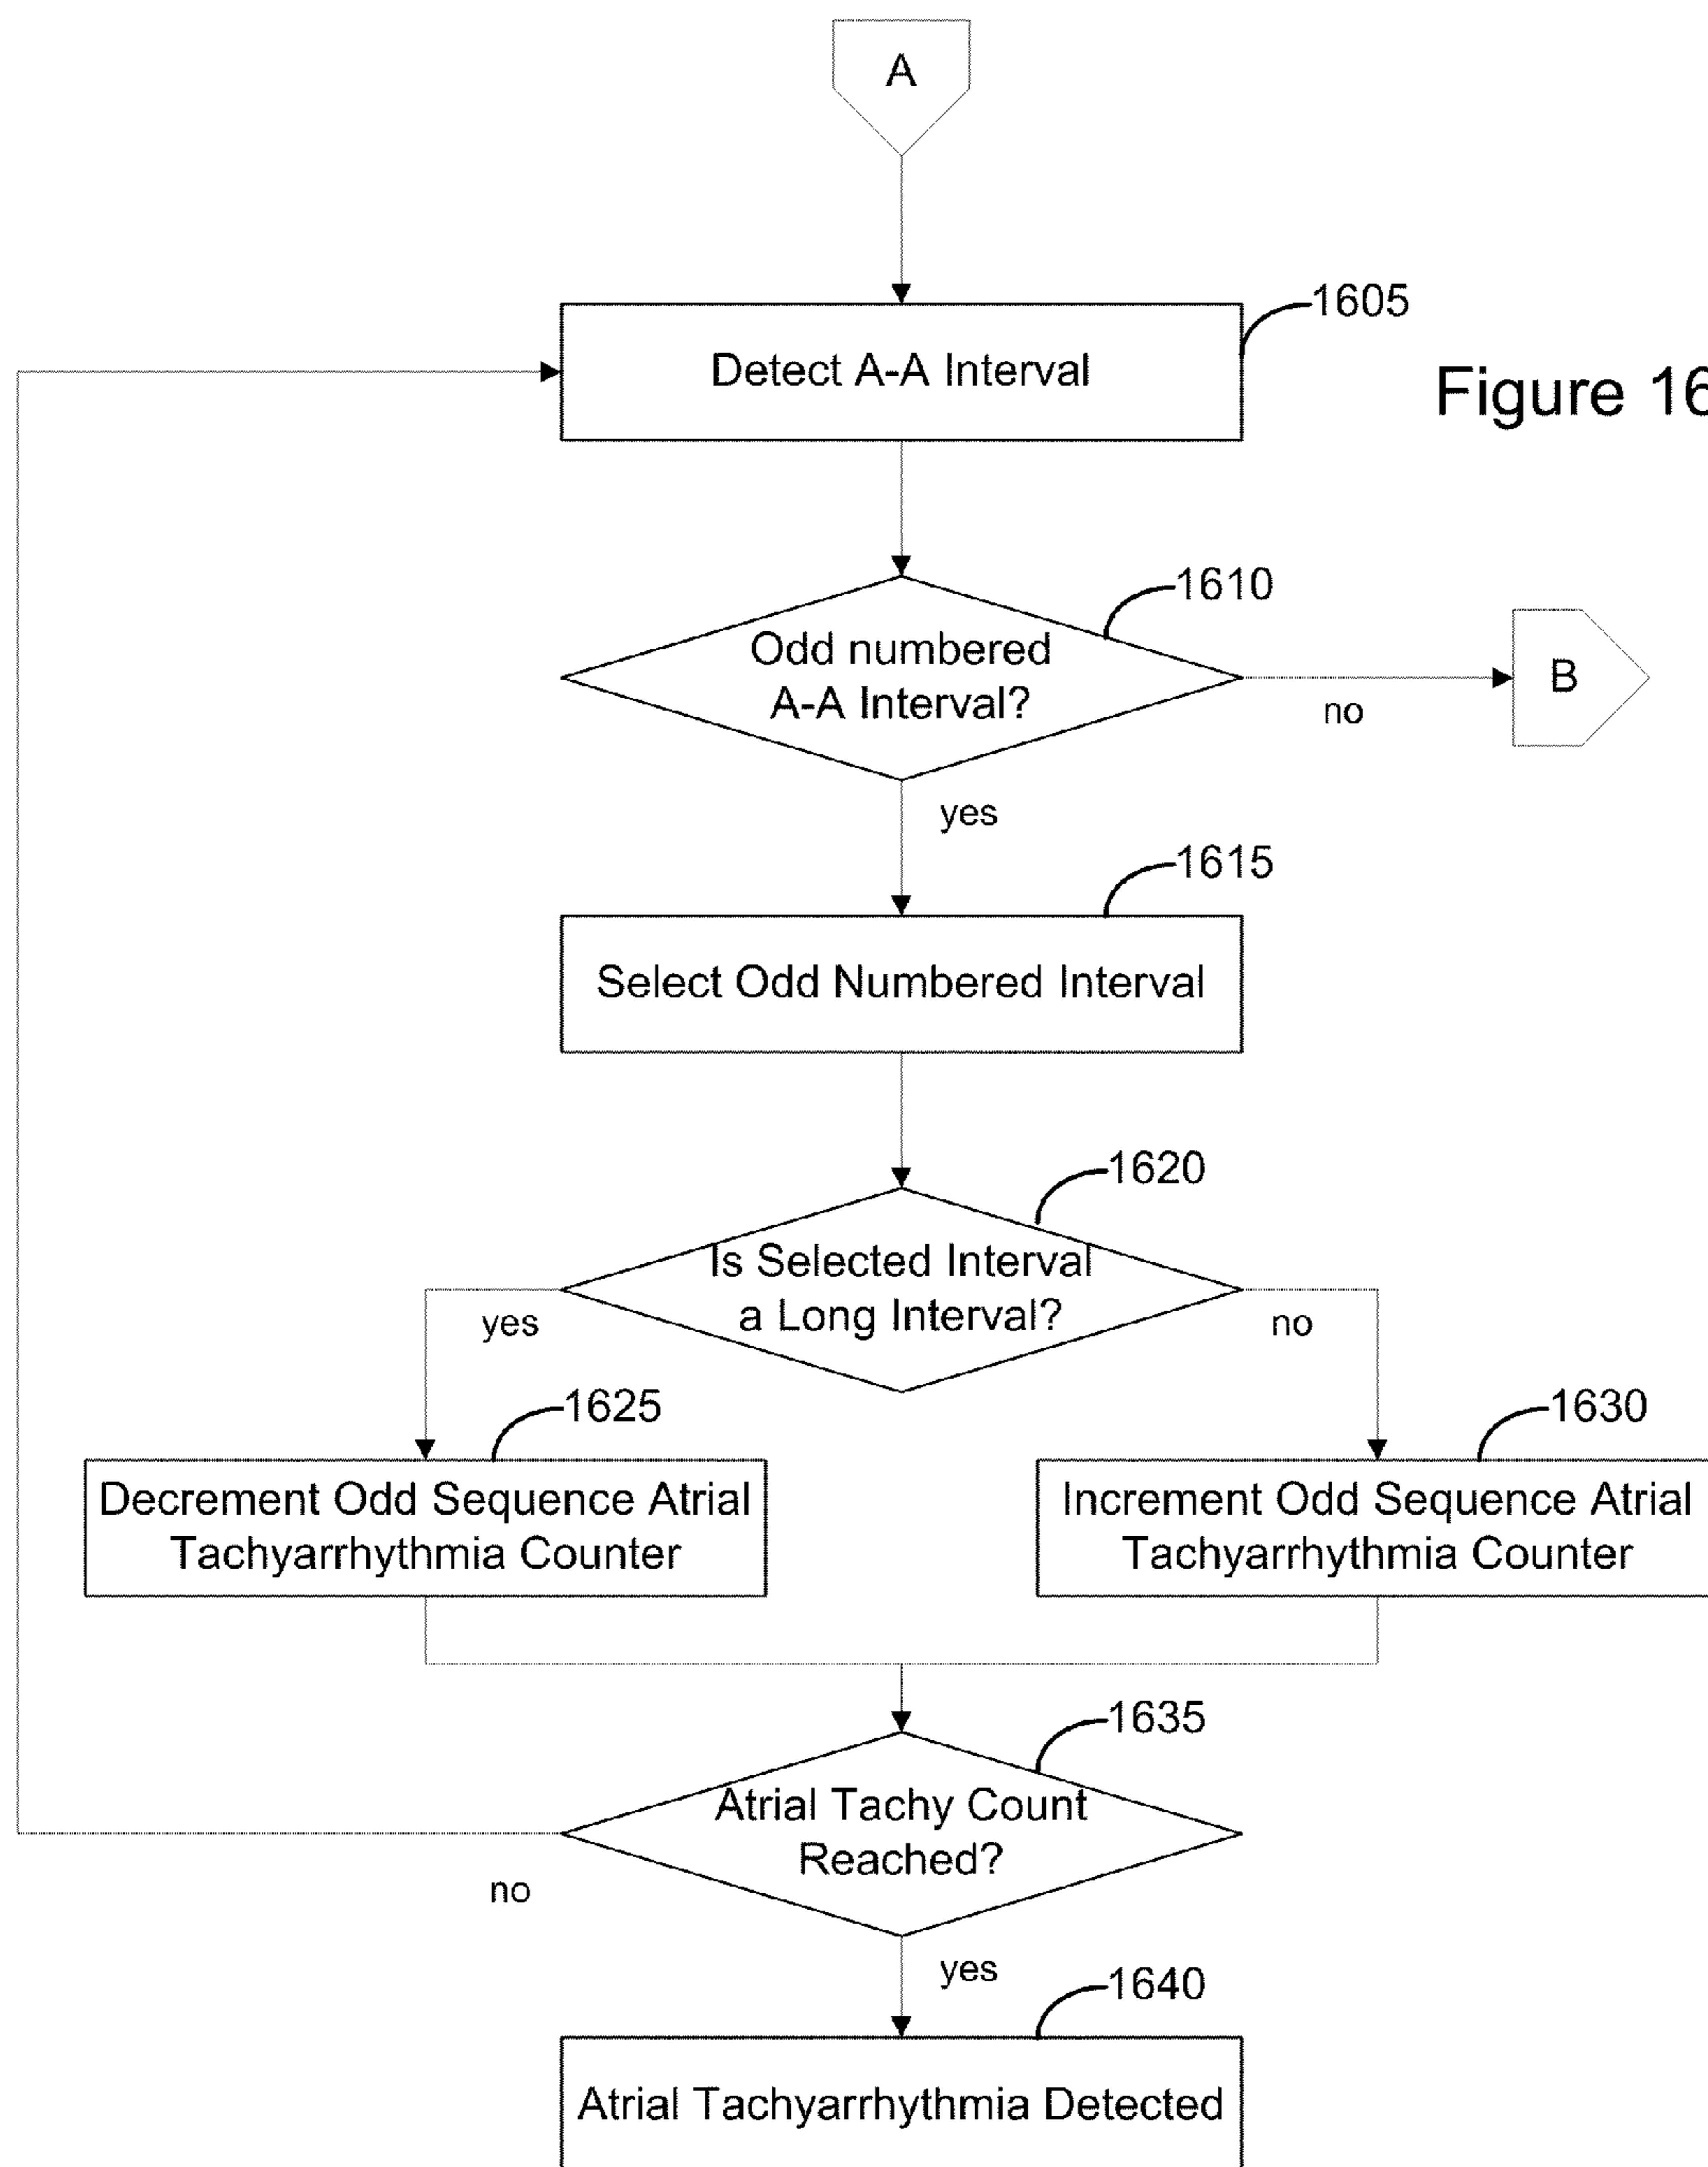 A
1605
Detect A-A Interval
Figure 16
1610
Odd numbered
A-A Interval?
B
no
yes
1615
Select Odd Numbered Interval
1620
Is Selected Interval
a Long Interval?
yes
no
1625
1630
Decrement Odd Sequence Atrial
Tachyarrhythmia Counter
Increment Odd Sequence Atrial
Tachyarrhythmia Counter
1635
Atrial Tachy Count
Reached?
no
yes
1640
Atrial Tachyarrhythmia Detected